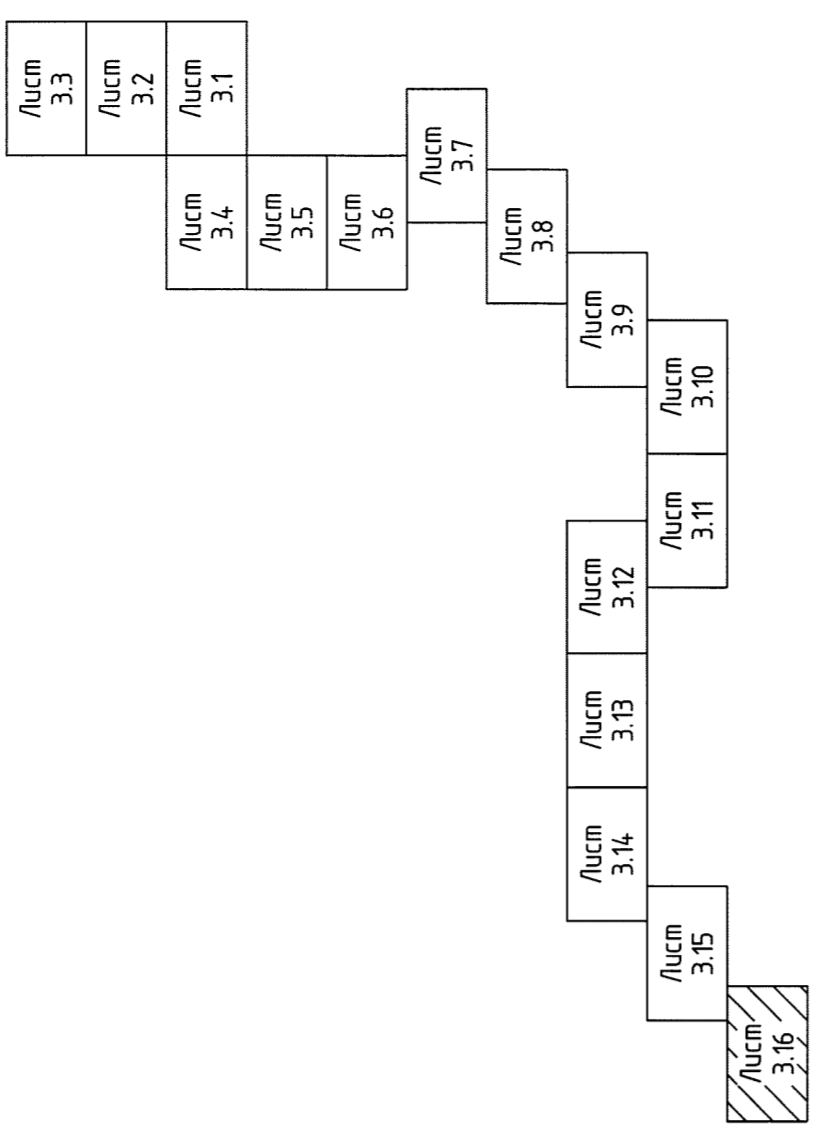 Лист
3.3
Лист
3.2
Лист
3.1
Лист
3.4
Лист
3.5
Лист
3.6
Лист
3.7
Лист
3.8
Лист
3.9
Лист
3.10
Лист
3.11
Лист
3.12
Лист
3.13
Лист
3.14
Лист
3.15
Лист
3.16